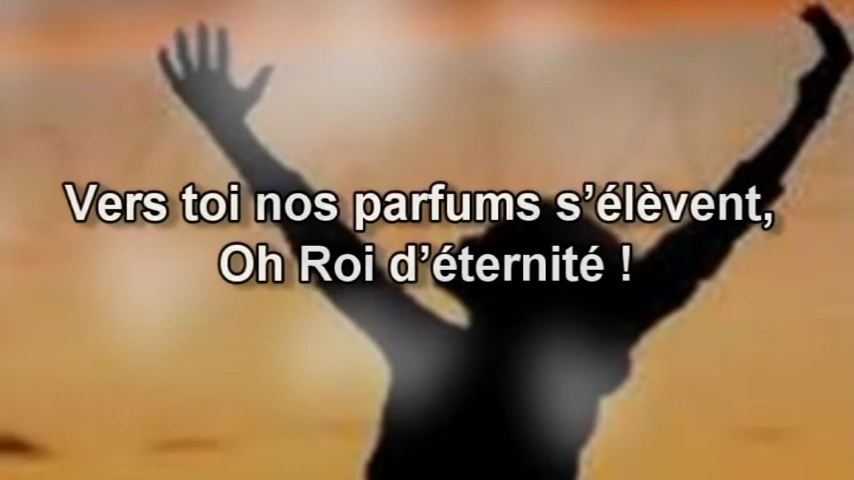 Vers toi nos parfums s’élèvent,
Oh Roi d’éternité !